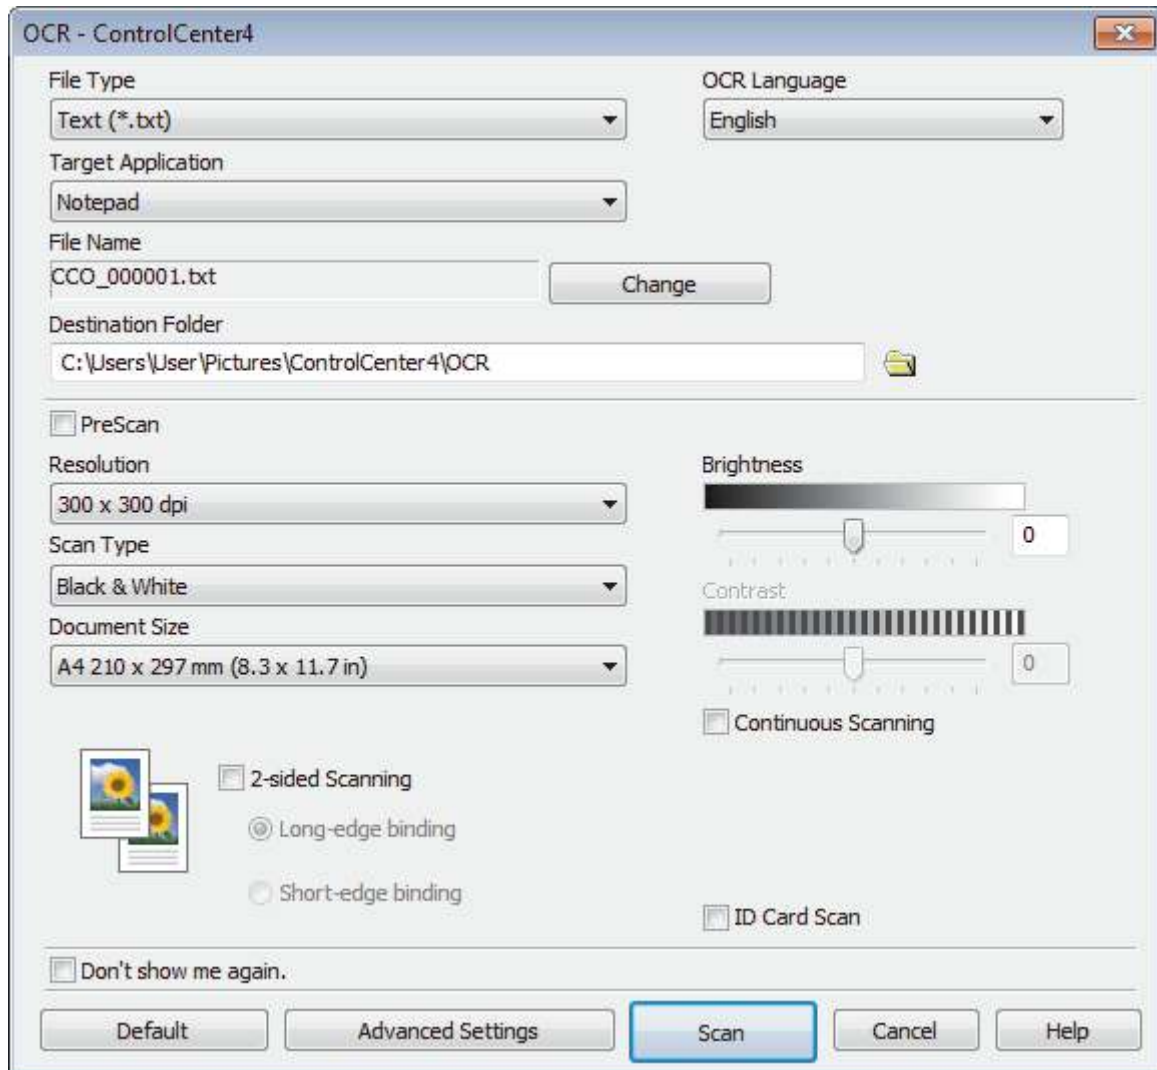 OCR - ControlCenter4
File Type
OCR Language
Text (*.txt)
English
Target Application
Notepad
File Name
CCO_000001.txt
Change
Destination Folder
C:\Users\User\Pictures\ControlCenter4\OCR
PreScan
Resolution
Brightness
300 x 300 dpi
0
Scan Type
Black & White
Contrast
Document Size
A4 210 x 297 mm (8.3 x 11.7 in)
0
Continuous Scanning
2-sided Scanning
Long-edge binding
Short-edge binding
ID Card Scan
Don't show me again.
Default
Advanced Settings
Scan
Cancel
Help